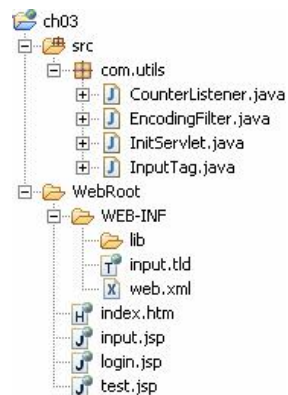 ch03
src
com.utils
CounterListener.java
EncodingFilter.java
InitServlet.java
InputTag.java
WebRoot
WEB-INF
lib
input.tld
web.xml
index.htm
input.jsp
login.jsp
test.jsp